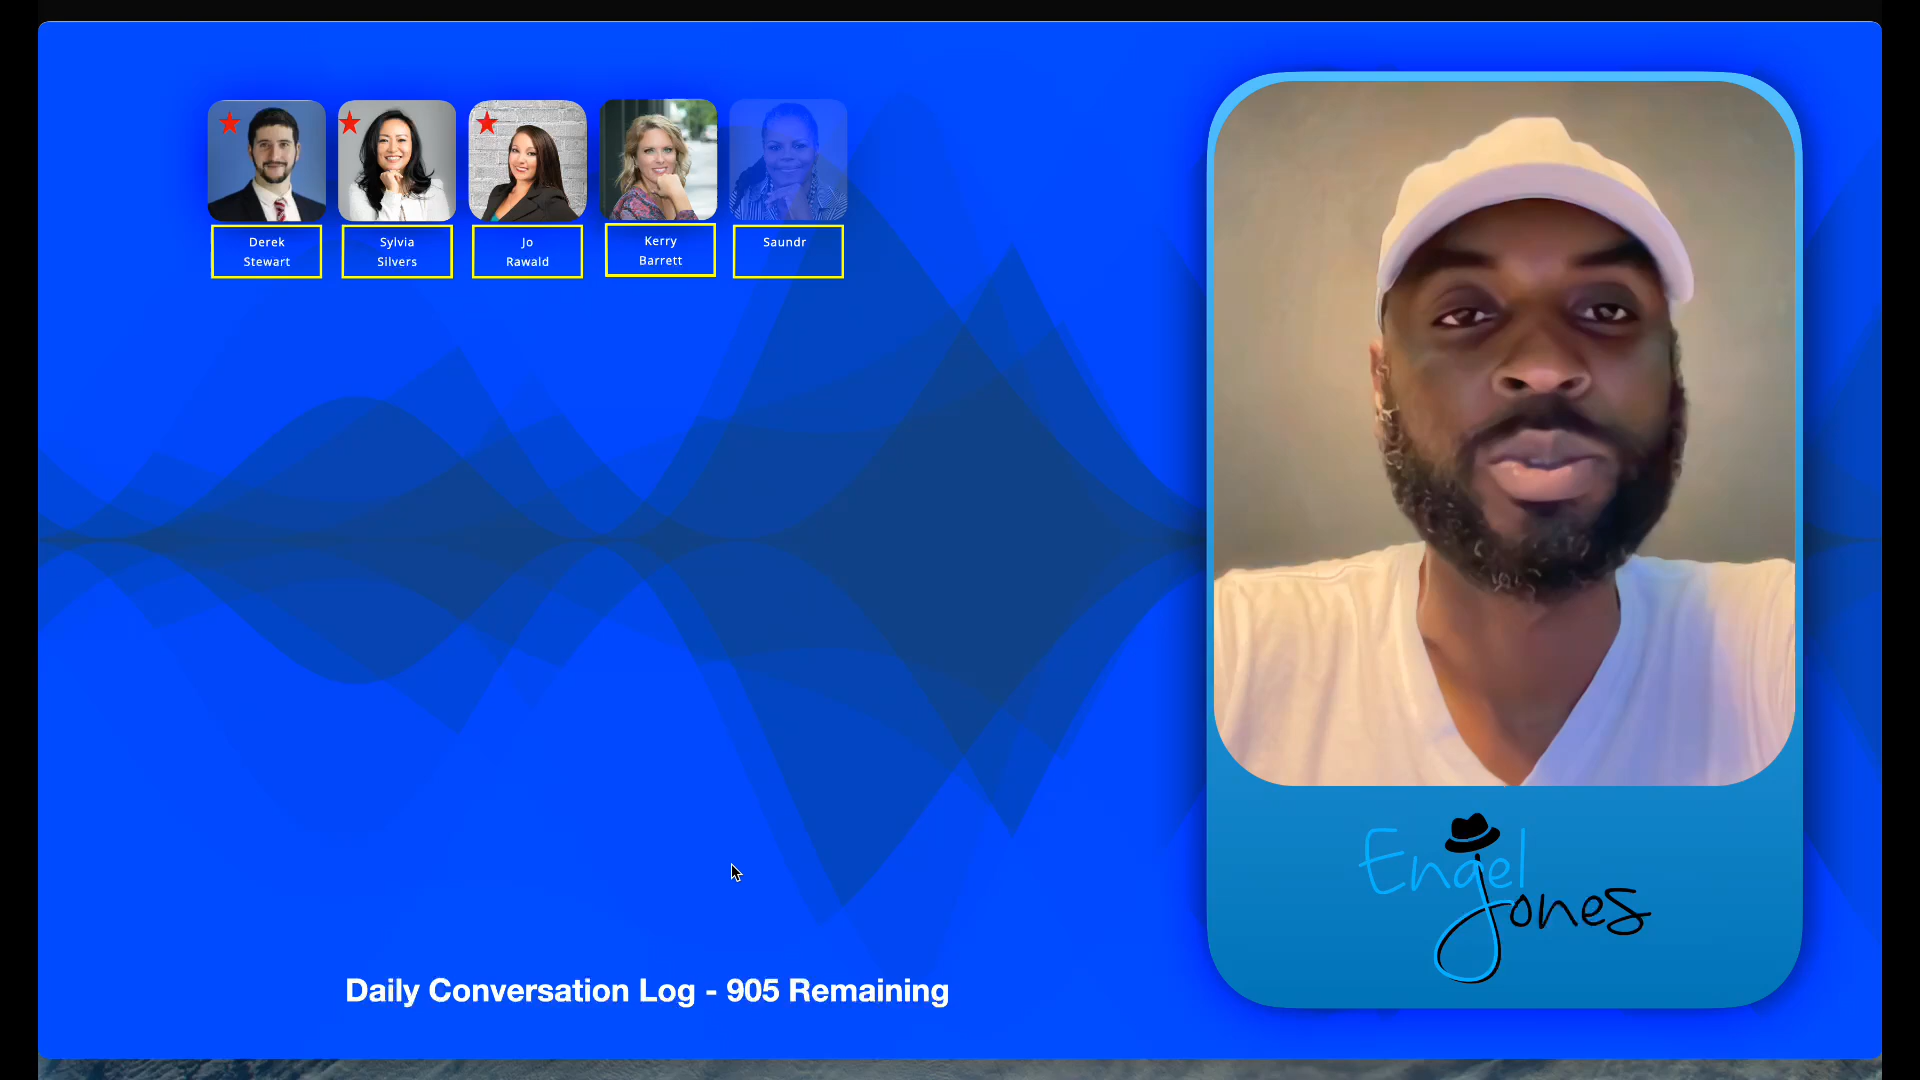 Derek
Stewart
Sylvia
Silvers
Jo
Rawald
Kerry
Barrett
Saundr
Engel
Jones
Daily Conversation Log - 905 Remaining